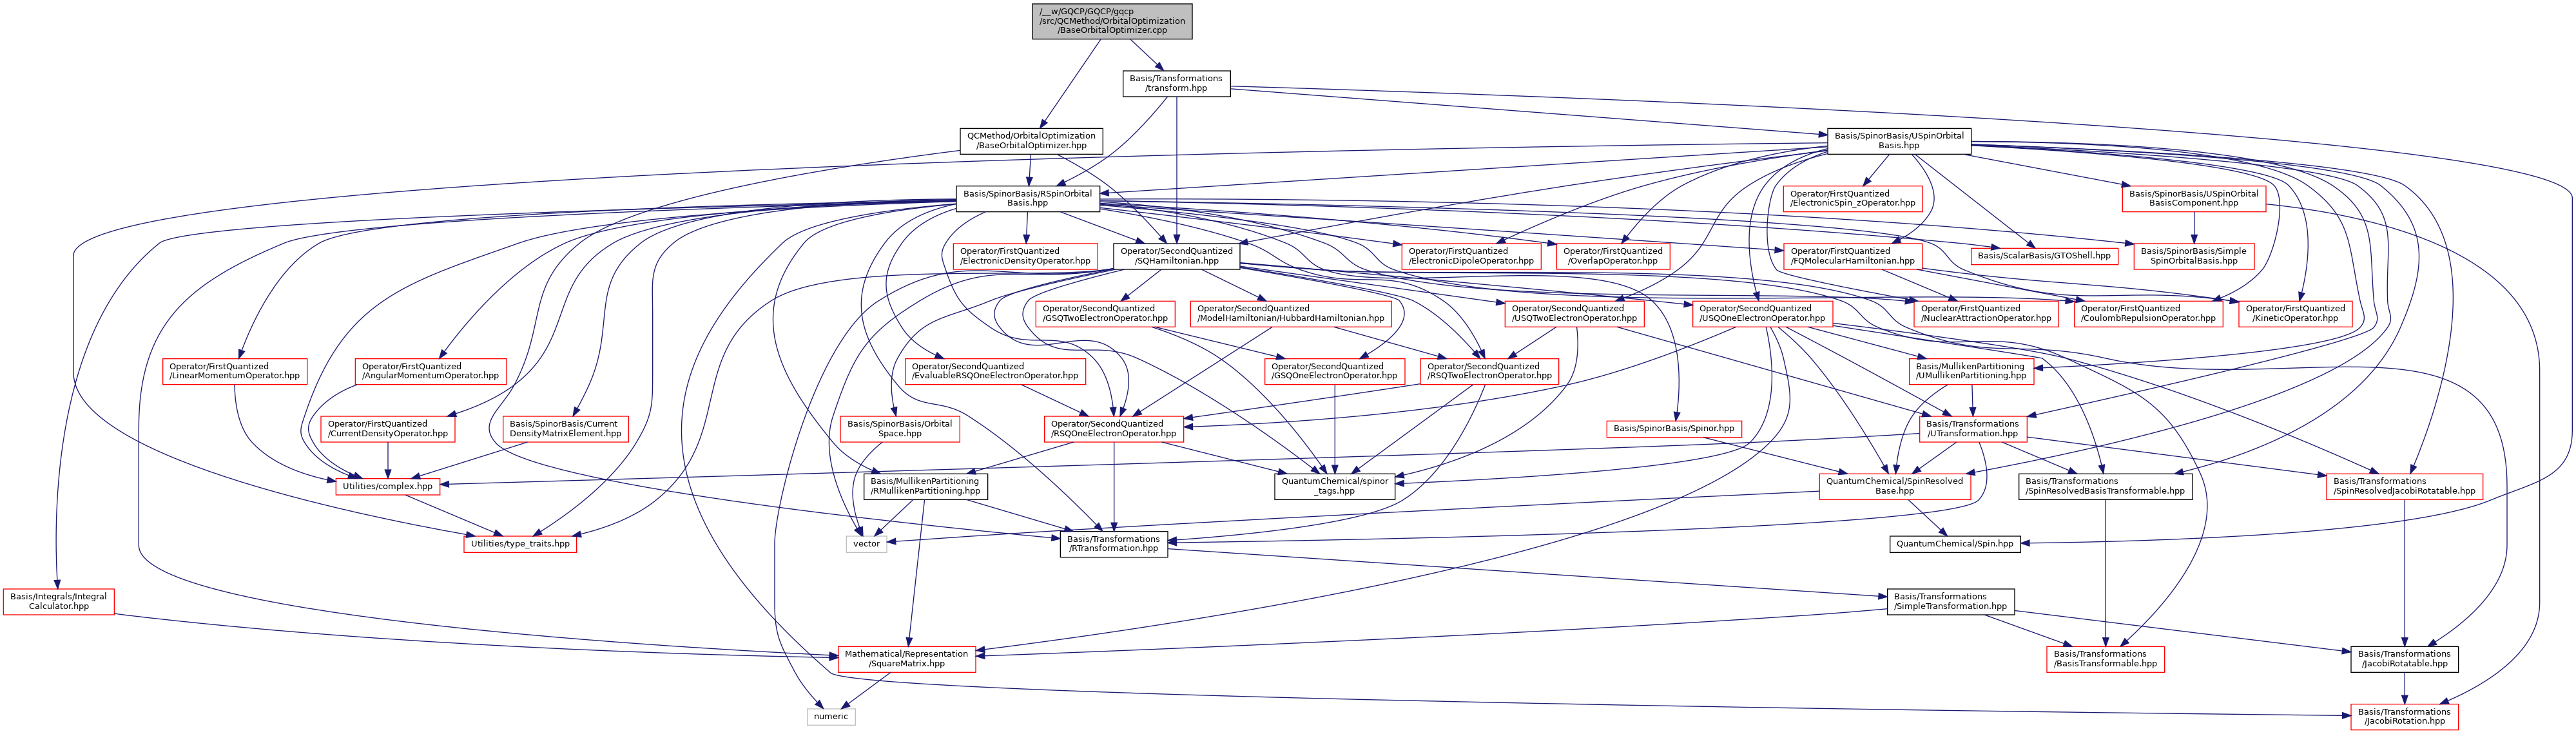 /__w/GQCP/GQCP/gqcp
/src/QCMethod/OrbitalOptimization
/BaseOrbitalOptimizer.cpp
Basis/Transformations
/transform.hpp
QCMethod/OrbitalOptimization
/BaseOrbitalOptimizer.hpp
Basis/SpinorBasis/USpinOrbital
Basis.hpp
Basis/SpinorBasis/RSpinOrbital
Basis.hpp
Operator/FirstQuantized
/ElectronicSpin_zOperator.hpp
Basis/SpinorBasis/USpinOrbital
BasisComponent.hpp
Operator/FirstQuantized
/ElectronicDensityOperator.hpp
Operator/SecondQuantized
/SQHamiltonian.hpp
Operator/FirstQuantized
/ElectronicDipoleOperator.hpp
Operator/FirstQuantized
/OverlapOperator.hpp
Operator/FirstQuantized
/FQMolecularHamiltonian.hpp
Basis/ScalarBasis/GTOShell.hpp
Basis/SpinorBasis/Simple
SpinOrbitalBasis.hpp
Operator/SecondQuantized
/GSQTwoElectronOperator.hpp
Operator/SecondQuantized
/ModelHamiltonian/HubbardHamiltonian.hpp
Operator/SecondQuantized
/USQTwoElectronOperator.hpp
Operator/SecondQuantized
/USQOneElectronOperator.hpp
Operator/FirstQuantized
/NuclearAttractionOperator.hpp
Operator/FirstQuantized
/CoulombRepulsionOperator.hpp
Operator/FirstQuantized
/KineticOperator.hpp
Operator/FirstQuantized
/LinearMomentumOperator.hpp
Operator/FirstQuantized
/AngularMomentumOperator.hpp
Operator/SecondQuantized
/EvaluableRSQOneElectronOperator.hpp
Operator/SecondQuantized
/GSQOneElectronOperator.hpp
Operator/SecondQuantized
/RSQTwoElectronOperator.hpp
Basis/MullikenPartitioning
/UMullikenPartitioning.hpp
Operator/FirstQuantized
/CurrentDensityOperator.hpp
Basis/SpinorBasis/Current
DensityMatrixElement.hpp
Basis/SpinorBasis/Orbital
Space.hpp
Operator/SecondQuantized
/RSQOneElectronOperator.hpp
Basis/SpinorBasis/Spinor.hpp
Basis/Transformations
/UTransformation.hpp
Utilities/complex.hpp
Basis/MullikenPartitioning
/RMullikenPartitioning.hpp
QuantumChemical/spinor
_tags.hpp
QuantumChemical/SpinResolved
Base.hpp
Basis/Transformations
/SpinResolvedBasisTransformable.hpp
Basis/Transformations
/SpinResolvedJacobiRotatable.hpp
Utilities/type_traits.hpp
vector
Basis/Transformations
/RTransformation.hpp
QuantumChemical/Spin.hpp
Basis/Integrals/Integral
Calculator.hpp
Basis/Transformations
/SimpleTransformation.hpp
Mathematical/Representation
/SquareMatrix.hpp
Basis/Transformations
/BasisTransformable.hpp
Basis/Transformations
/JacobiRotatable.hpp
numeric
Basis/Transformations
/JacobiRotation.hpp